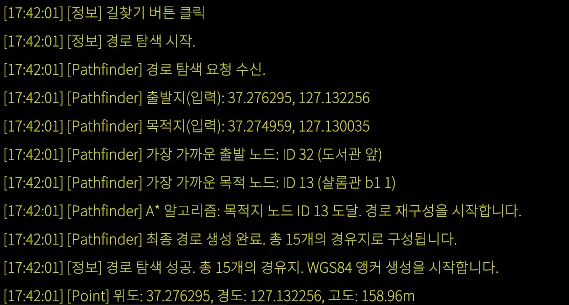 [17:42:01] [정보] 길찾기 버튼 클릭
[17:42:01] [정보] 경로 탐색 시작.
[17:42:01] [Pathfinder] 경로 탐색 요청 수신.
[17:42:01] [Pathfinder] 출발지(입력): 37.276295, 127.132256
[17:42:01] [Pathfinder] 목적지(입력): 37.274959, 127.130035
[17:42:01] [Pathfinder] 가장 가까운 출발 노드: ID 32 (도서관 앞)
[17:42:01] [Pathfinder] 가장 가까운 목적 노드: ID 13 (샬롬관 b1 1)
[17:42:01] [Pathfinder] A* 알고리즘: 목적지 노드 ID 13 도달. 경로 재구성을 시작합니다.
[17:42:01] [Pathfinder] 최종 경로 생성 완료. 총 15개의 경유지로 구성됩니다.
[17:42:01] [정보] 경로 탐색 성공. 총 15개의 경유지. WGS84 앵커 생성을 시작합니다.
[17:42:01] [Point] 위도: 37.276295, 경도: 127.132256, 고도: 158.96m